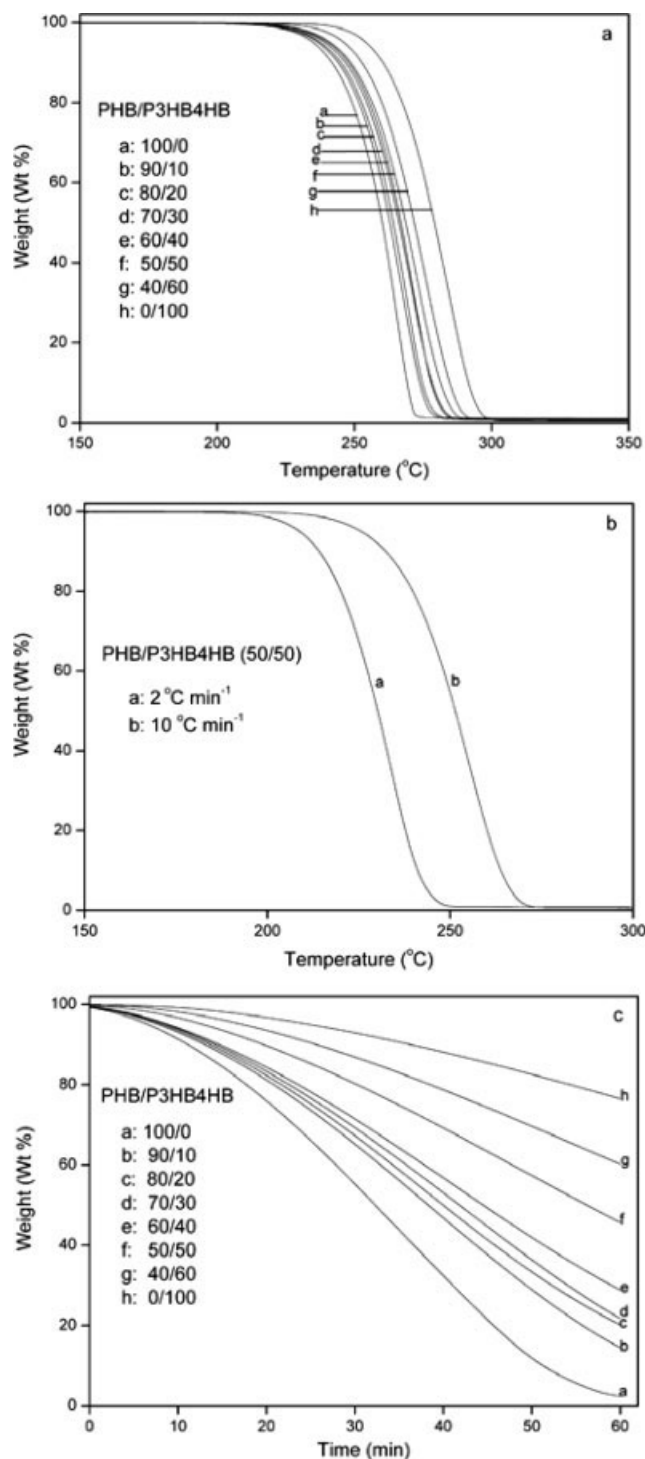 a
100
80
60
40
20
0
Weight (Wt %)
PHB/P3HB4HB
a: 100/0
b: 90/10
c: 80/20
d: 70/30
e: 60/40
f: 50/50
g: 40/60
h: 0/100
a
b
c
d
e
f
g
h
150 200 250 300 350
Temperature (°C)
b
100
80
60
40
20
0
Weight (Wt %)
PHB/P3HB4HB (50/50)
a: 2 °C min⁻¹
b: 10 °C min⁻¹
a
b
150 200 250 300
Temperature (°C)
c
100
80
60
40
20
0
Weight (Wt %)
PHB/P3HB4HB
a: 100/0
b: 90/10
c: 80/20
d: 70/30
e: 60/40
f: 50/50
g: 40/60
h: 0/100
h
g
f
e
d
c
b
a
0 10 20 30 40 50 60
Time (min)